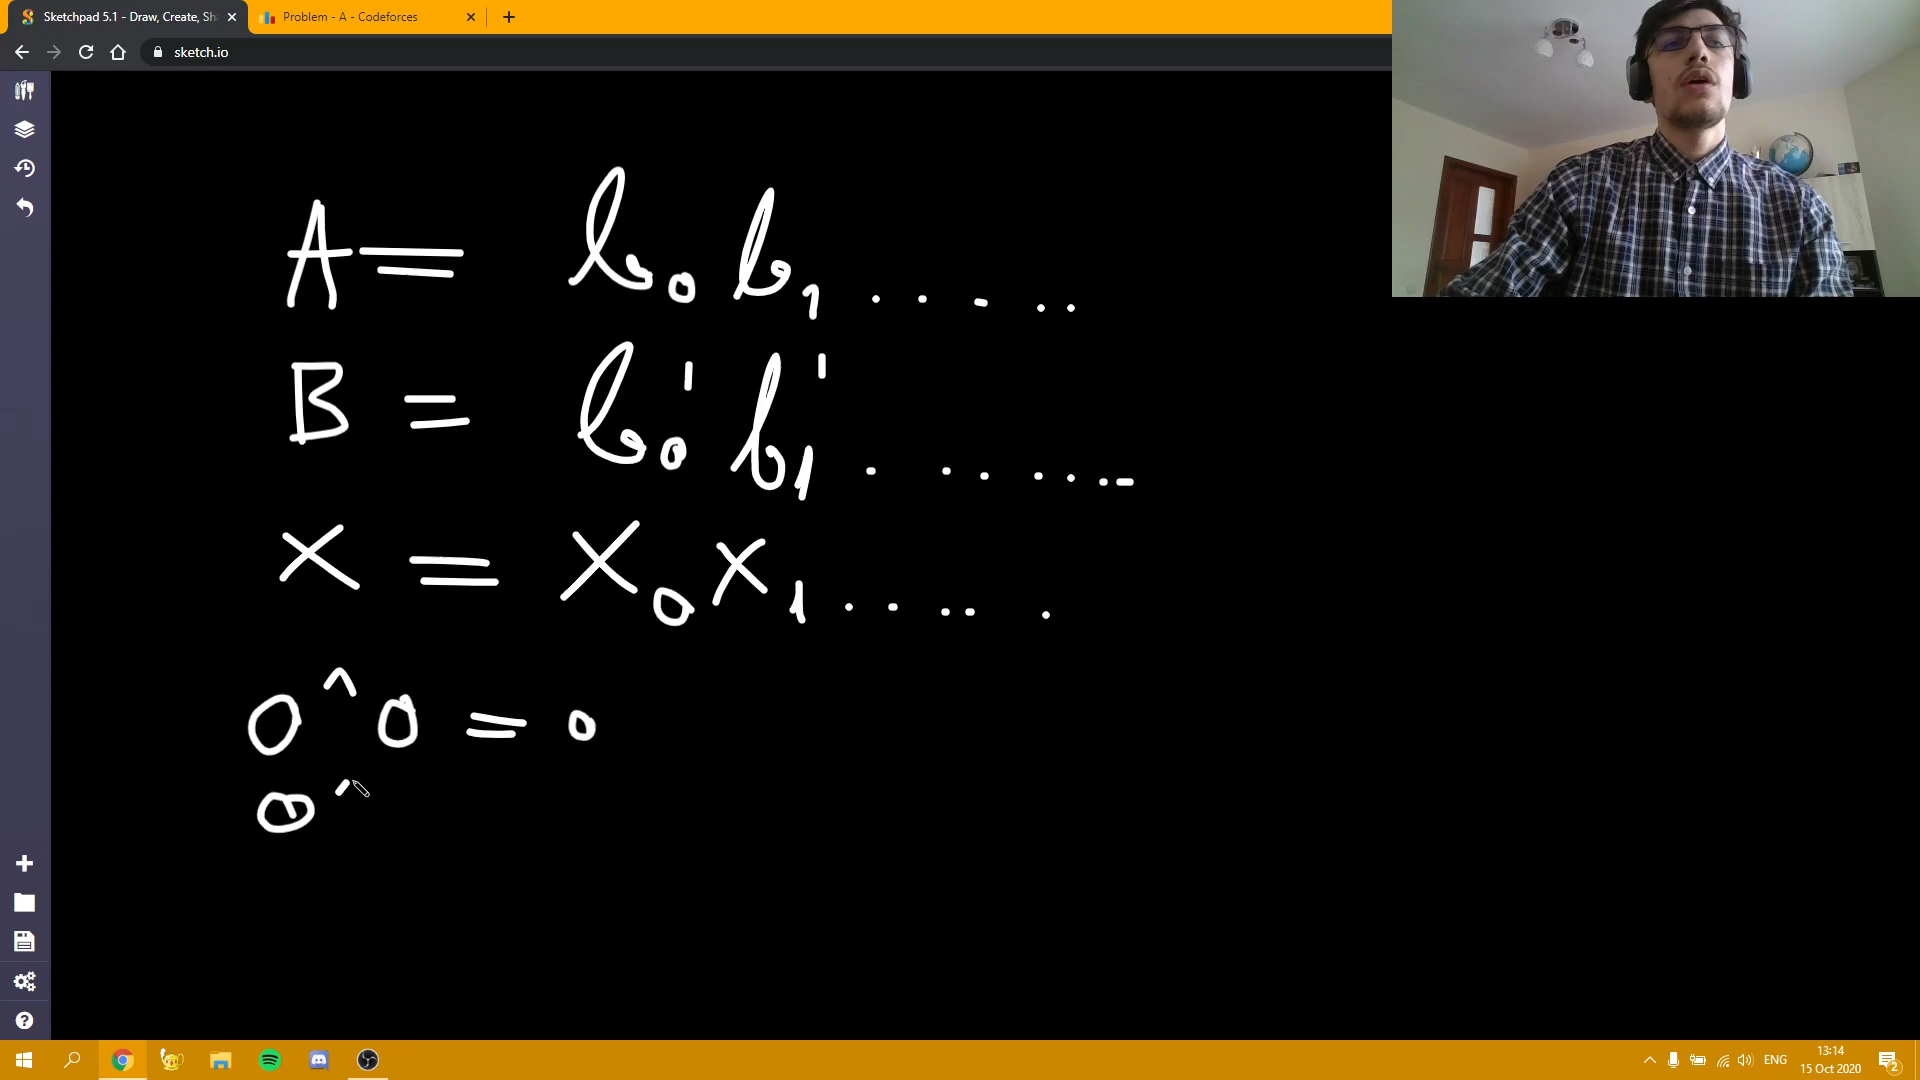 Sketchpad 5.1 - Draw, Create, Sh
Problem - A - Codeforces
sketch.io
A = b0 b1 . . - . .
B = b0' b1' . . . . . . -
X = X0 X1 . . . . .
0 ^ 0 = 0
0 ^
ENG
13:14
15 Oct 2020
2